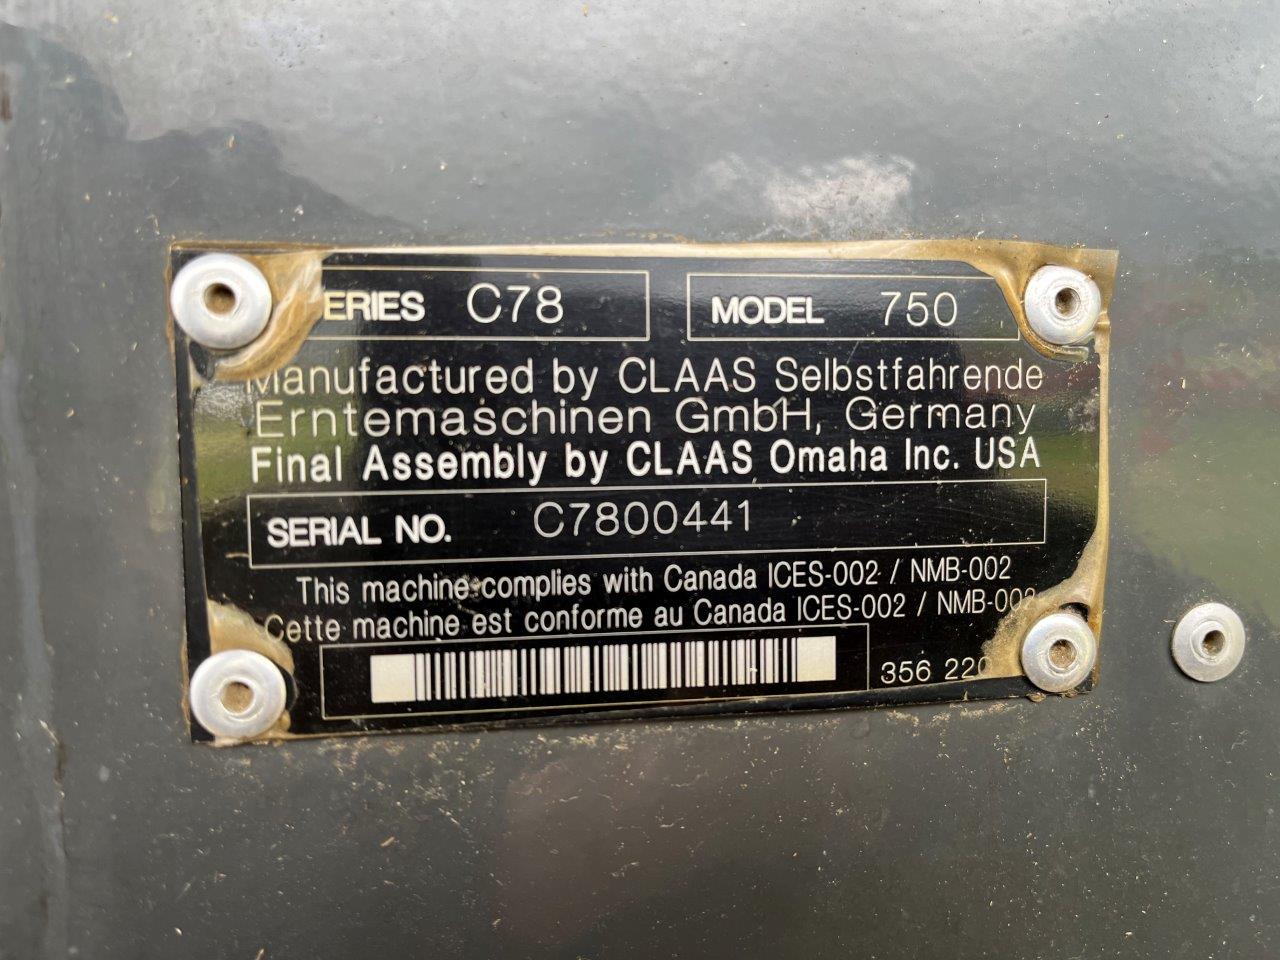 ERIES C78 MODEL 750
Manufactured by CLAAS Selbstfahrende
Erntemaschinen GmbH, Germany
Final Assembly by CLAAS Omaha Inc. USA
SERIAL NO. C7800441
This machine complies with Canada ICES-002 / NMB-002
Cette machine est conforme au Canada ICES-002 / NMB-002
356 220